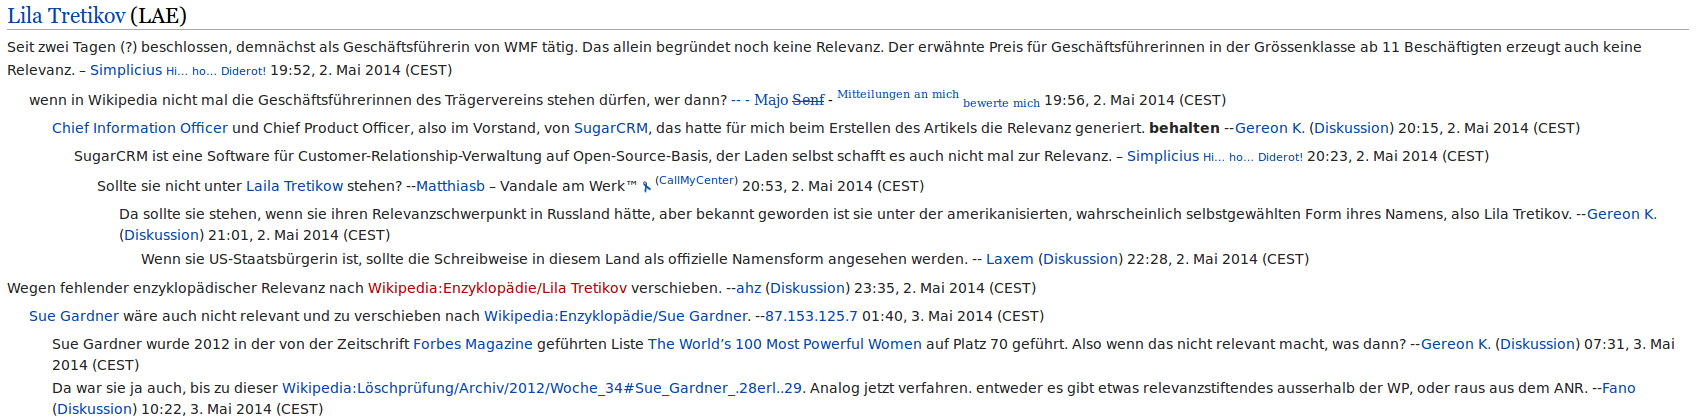 Lila Tretikov (LAE)
Seit zwei Tagen (?) beschlossen, demnächst als Geschäftsführerin von WMF tätig. Das allein begründet noch keine Relevanz. Der erwähnte Preis für Geschäftsführerinnen in der Grössenklasse ab 11 Beschäftigten erzeugt auch keine
Relevanz. – Simplicius Hi... ho... Diderot! 19:52, 2. Mai 2014 (CEST)
wenn in Wikipedia nicht mal die Geschäftsführerinnen des Trägervereins stehen dürfen, wer dann? -- - Majo Senf - Mitteilungen an mich bewerte mich 19:56, 2. Mai 2014 (CEST)
Chief Information Officer und Chief Product Officer, also im Vorstand, von SugarCRM, das hatte für mich beim Erstellen des Artikels die Relevanz generiert. behalten --Gereon K. (Diskussion) 20:15, 2. Mai 2014 (CEST)
SugarCRM ist eine Software für Customer-Relationship-Verwaltung auf Open-Source-Basis, der Laden selbst schafft es auch nicht mal zur Relevanz. – Simplicius Hi... ho... Diderot! 20:23, 2. Mai 2014 (CEST)
Sollte sie nicht unter Laila Tretikow stehen? --Matthiasb – Vandale am Werk™ (CallMyCenter) 20:53, 2. Mai 2014 (CEST)
Da sollte sie stehen, wenn sie ihren Relevanzschwerpunkt in Russland hätte, aber bekannt geworden ist sie unter der amerikanisierten, wahrscheinlich selbstgewählten Form ihres Namens, also Lila Tretikov. --Gereon K.
(Diskussion) 21:01, 2. Mai 2014 (CEST)
Wenn sie US-Staatsbürgerin ist, sollte die Schreibweise in diesem Land als offizielle Namensform angesehen werden. -- Laxem (Diskussion) 22:28, 2. Mai 2014 (CEST)
Wegen fehlender enzyklopädischer Relevanz nach Wikipedia:Enzyklopädie/Lila Tretikov verschieben. --ahz (Diskussion) 23:35, 2. Mai 2014 (CEST)
Sue Gardner wäre auch nicht relevant und zu verschieben nach Wikipedia:Enzyklopädie/Sue Gardner. --87.153.125.7 01:40, 3. Mai 2014 (CEST)
Sue Gardner wurde 2012 in der von der Zeitschrift Forbes Magazine geführten Liste The World’s 100 Most Powerful Women auf Platz 70 geführt. Also wenn das nicht relevant macht, was dann? --Gereon K. (Diskussion) 07:31, 3. Mai
2014 (CEST)
Da war sie ja auch, bis zu dieser Wikipedia:Löschprüfung/Archiv/2012/Woche_34#Sue_Gardner_.28erl..29. Analog jetzt verfahren. entweder es gibt etwas relevanzstiftendes ausserhalb der WP, oder raus aus dem ANR. --Fano
(Diskussion) 10:22, 3. Mai 2014 (CEST)